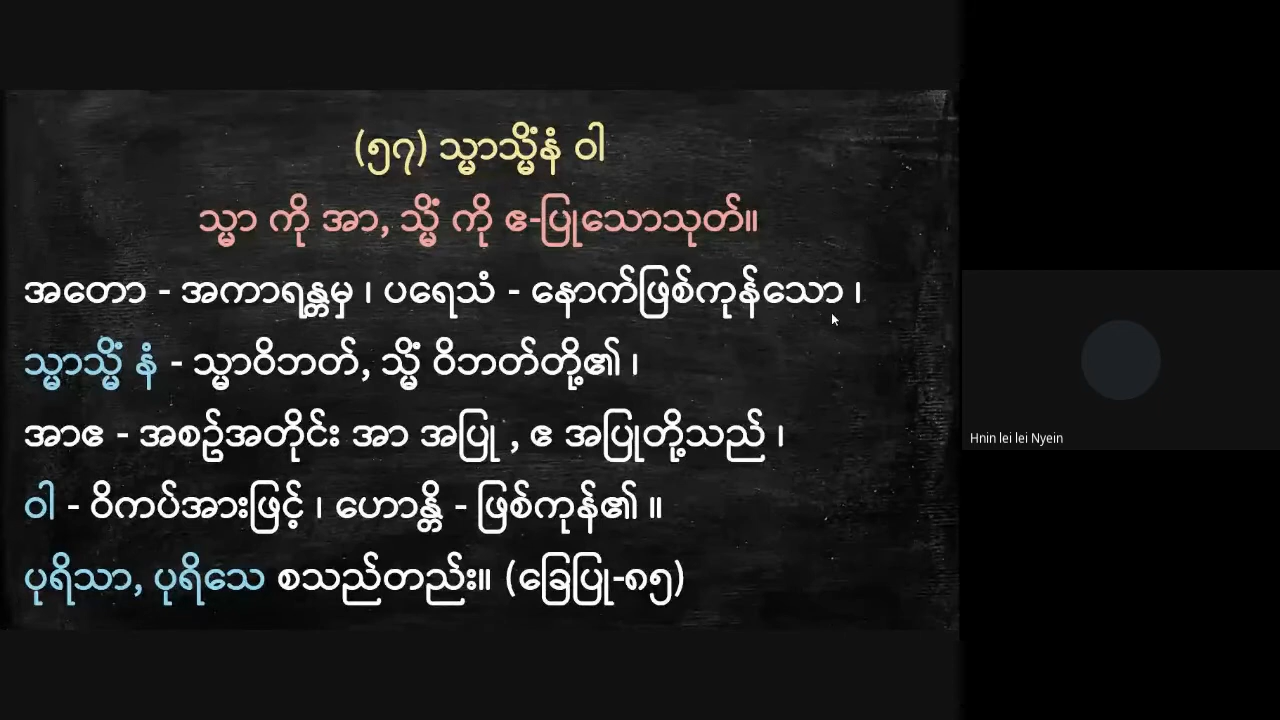 (၅၇) သ္မာသ္မိံနံ ဝါ
သ္မာ ကို အာ, သ္မိံ ကို ဧ-ပြုသောသုတ်။
အတော - အကာရန္တမှ ၊ ပရေသံ - နောက်ဖြစ်ကုန်သော ၊
သ္မာသ္မိံ နံ - သ္မာဝိဘတ်, သ္မိံ ဝိဘတ်တို့၏ ၊
အာဧ - အစဥ်အတိုင်း အာ အပြု , ဧ အပြုတို့သည် ၊
ဝါ - ဝိကပ်အားဖြင့် ၊ ဟောန္တိ - ဖြစ်ကုန်၏ ။
ပုရိသာ, ပုရိသေ စသည်တည်း။ (ခြေပြု-၈၅)
Hnin lei lei Nyein